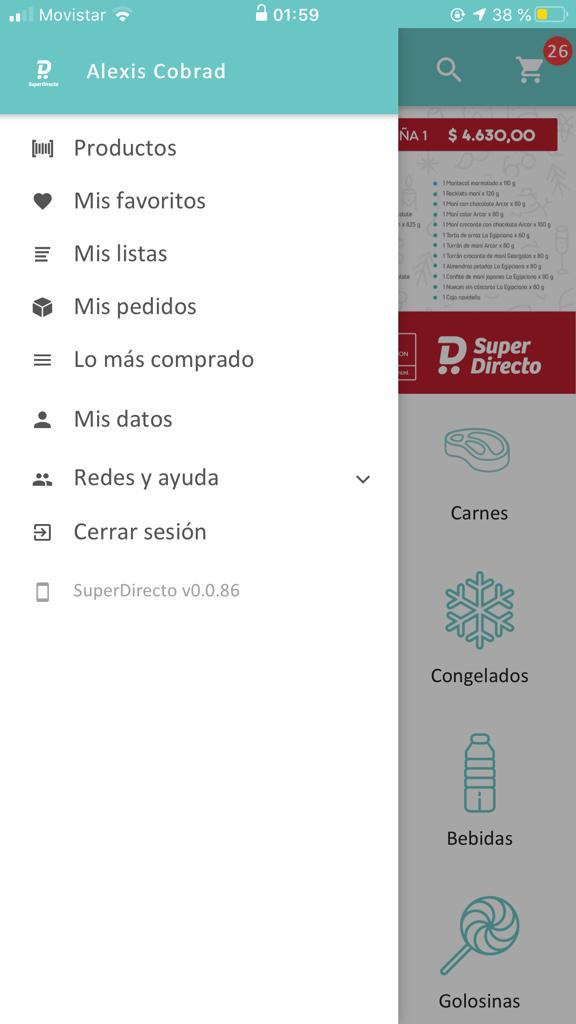 Movistar
01:59
38 %
SuperDirecto
Alexis Cobrad
26
Productos
Mis favoritos
Mis listas
Mis pedidos
Lo más comprado
Mis datos
Redes y ayuda
Cerrar sesión
SuperDirecto v0.0.86
ÑA 1 $ 4.630,00
1 Mantecol marmolado x 110 g
1 Rocklets maní x 120 g
1 Maní con chocolate Arcor x 80 g
1 Maní color Arcor x 80 g
1 Maní crocante con chocolate Arcor x 160 g
x 825 g
1 Torta de arroz La Egipciana x 60 g
1 Turrón de maní Arcor x 80 g
1 Turrón crocante de maní Georgalos x 80 g
1 Almendras peladas La Egipciana x 80 g
1 Confite de maní japones La Egipciana x 80 g
1 Nueces sin cáscaras La Egipciana x 80 g
1 Caja navideña
ON
Super
Directo
Carnes
Congelados
Bebidas
Golosinas